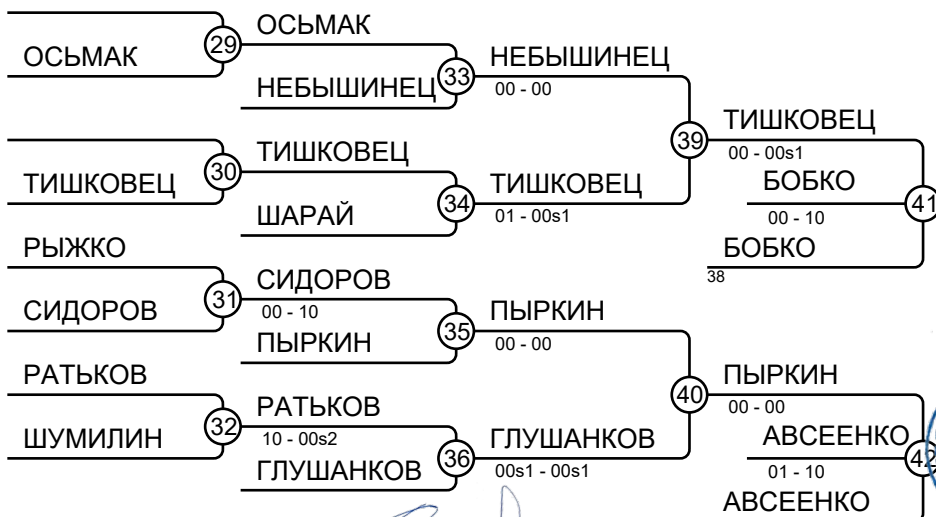 ОСЬМАК
29
ОСЬМАК
НЕБЫШИНЕЦ
33
НЕБЫШИНЕЦ
00 - 00
ТИШКОВЕЦ
30
ТИШКОВЕЦ
ШАРАЙ
34
ТИШКОВЕЦ
01 - 00s1
39
ТИШКОВЕЦ
00 - 00s1
БОБКО
00 - 10
БОБКО
38
41
РЫЖКО
СИДОРОВ
31
СИДОРОВ
00 - 10
ПЫРКИН
35
ПЫРКИН
00 - 00
РАТЬКОВ
ШУМИЛИН
32
РАТЬКОВ
10 - 00s2
ГЛУШАНКОВ
36
ГЛУШАНКОВ
00s1 - 00s1
40
ПЫРКИН
00 - 00
АВСЕЕНКО
01 - 10
АВСЕЕНКО
42